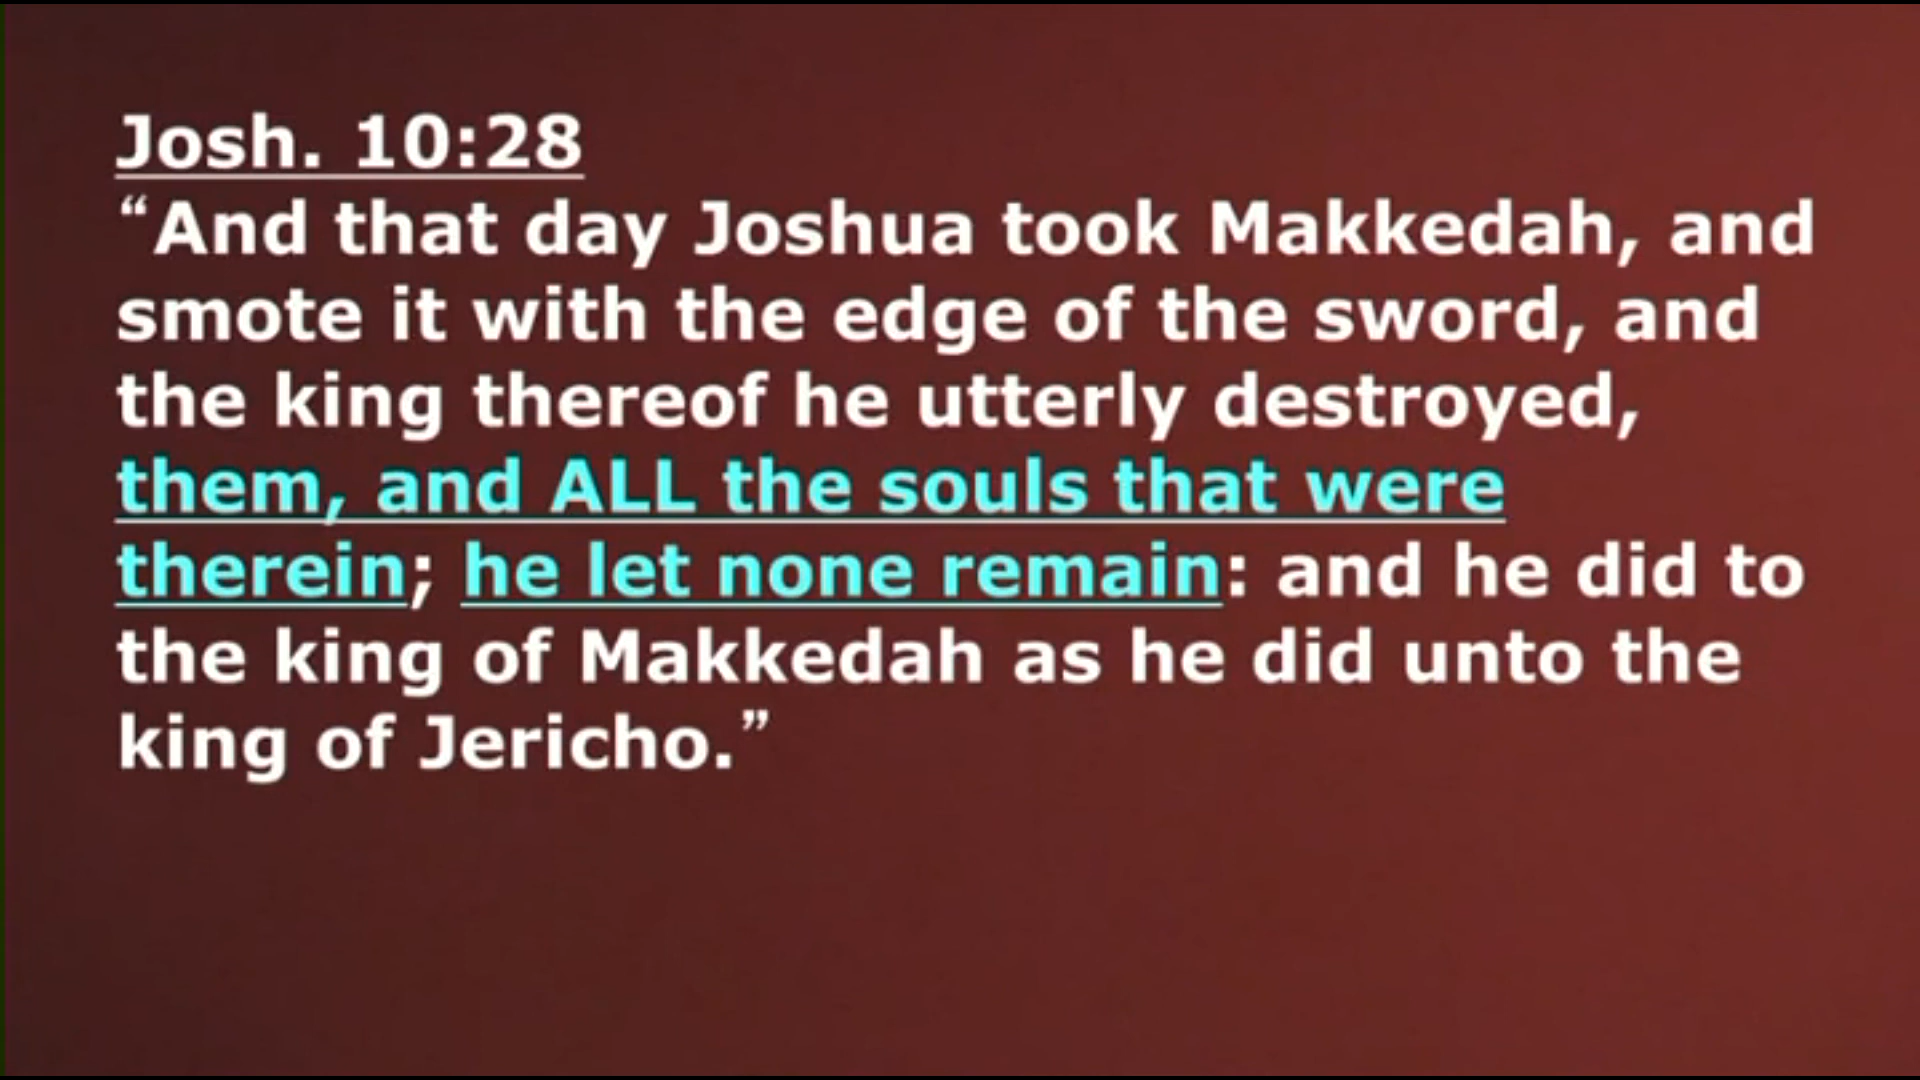 Josh. 10:28
“And that day Joshua took Makkedah, and
smote it with the edge of the sword, and
the king thereof he utterly destroyed,
them, and ALL the souls that were
therein; he let none remain: and he did to
the king of Makkedah as he did unto the
king of Jericho.”